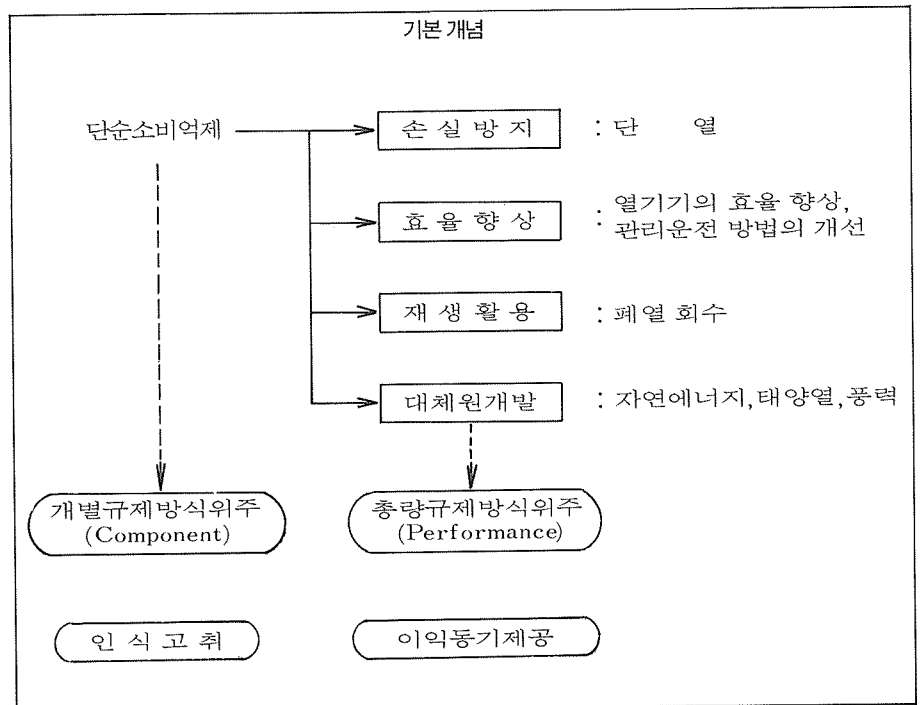 기본 개념
단순소비억제
손 실 방 지 : 단 열
효 율 향 상 : 열기기의 효율 향상,
관리운전 방법의 개선
재 생 활 용 : 폐열 회수
대체원개발 : 자연에너지,태양열,풍력
개별규제방식위주
(Component)
총량규제방식위주
(Performance)
인 식 고 취
이익동기제공